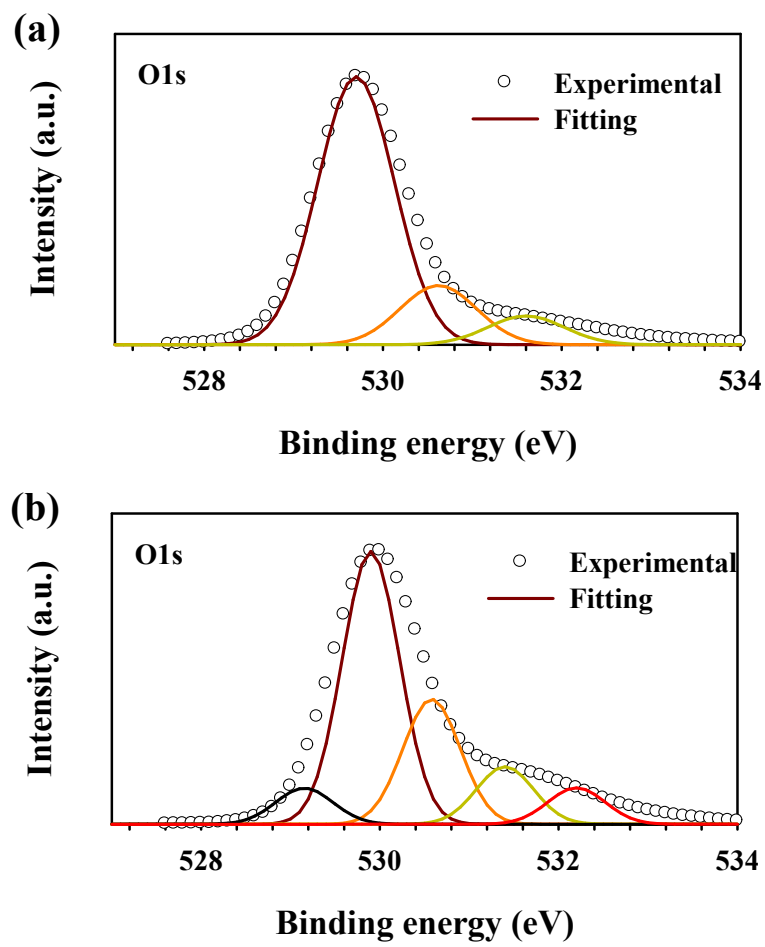 (a)
O1s
Experimental
Fitting
Intensity (a.u.)
528 530 532 534
Binding energy (eV)
(b)
O1s
Experimental
Fitting
Intensity (a.u.)
528 530 532 534
Binding energy (eV)